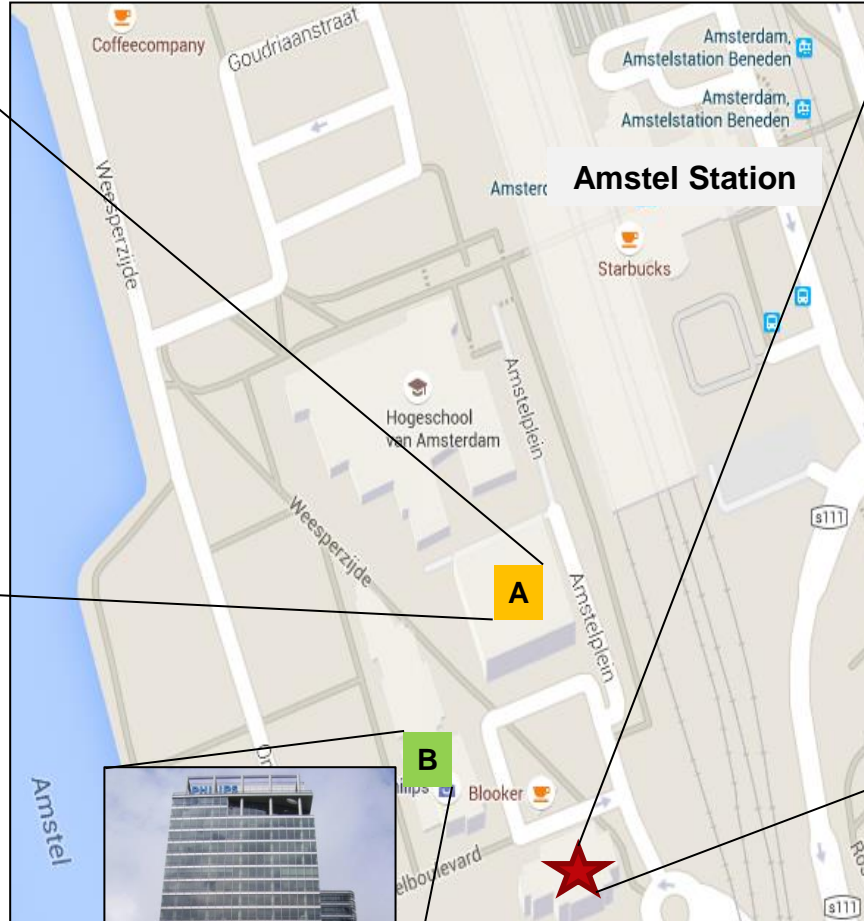 Coffeecompany
Goudriaanstraat
Amsterdam,
Amstelstation Beneden
Amsterdam,
Amstelstation Beneden
Amstel Station
Starbucks
Weesperzijde
Hogeschool
van Amsterdam
Amstelplein
Weesperzijde
s111
A
Amstelplein
B
Blooker
Amstel
PHILIPS
s111